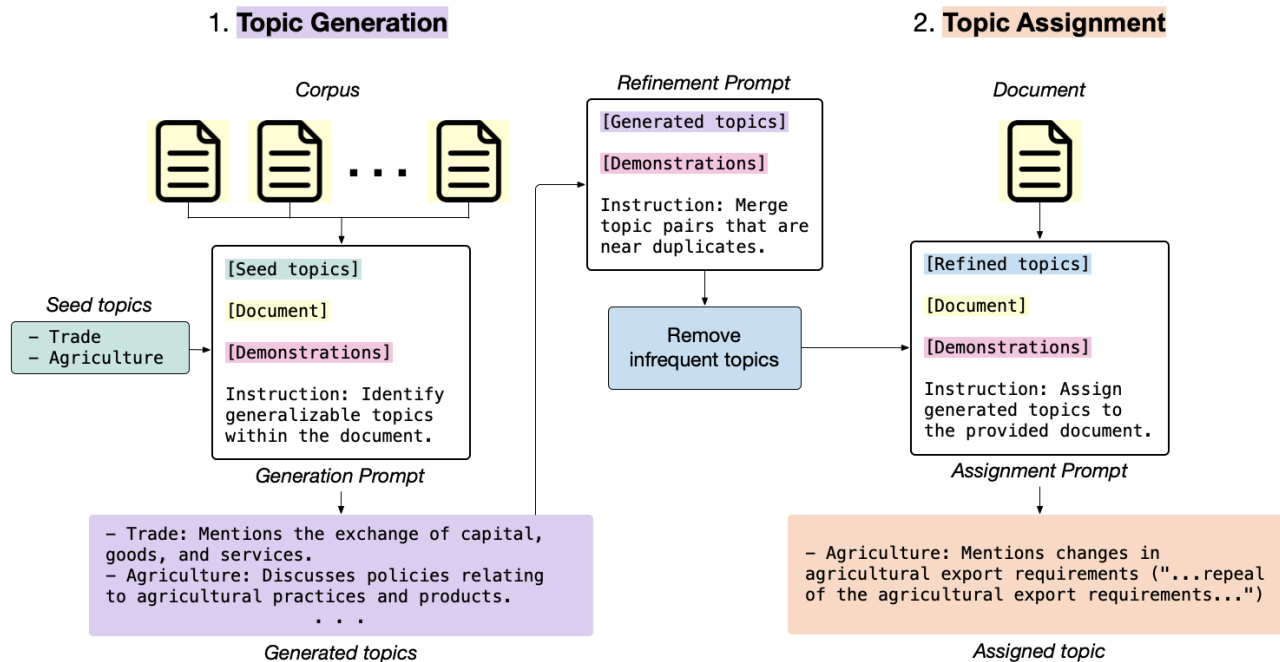 1. Topic Generation
Corpus
. . .
[Seed topics]
[Document]
[Demonstrations]
Instruction: Identify
generalizable topics
within the document.
Generation Prompt
Seed topics
– Trade
– Agriculture
– Trade: Mentions the exchange of capital,
goods, and services.
– Agriculture: Discusses policies relating
to agricultural practices and products.
. . .
Generated topics
Refinement Prompt
[Generated topics]
[Demonstrations]
Instruction: Merge
topic pairs that are
near duplicates.
Remove
infrequent topics
2. Topic Assignment
Document
[Refined topics]
[Document]
[Demonstrations]
Instruction: Assign
generated topics to
the provided document.
Assignment Prompt
– Agriculture: Mentions changes in
agricultural export requirements ("...repeal
of the agricultural export requirements...")
Assigned topic